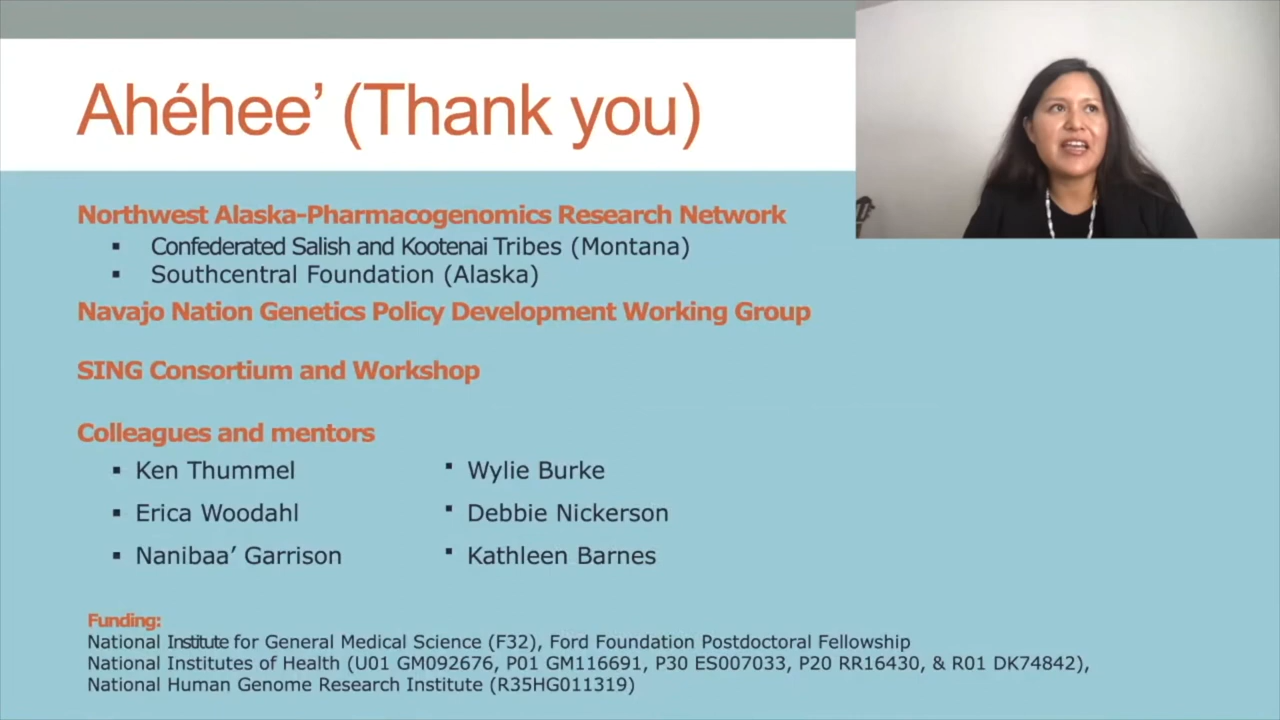 Ahéhee’ (Thank you)
Northwest Alaska-Pharmacogenomics Research Network
▪ Confederated Salish and Kootenai Tribes (Montana)
▪ Southcentral Foundation (Alaska)
Navajo Nation Genetics Policy Development Working Group
SING Consortium and Workshop
Colleagues and mentors
▪ Ken Thummel
▪ Erica Woodahl
▪ Nanibaa’ Garrison
▪ Wylie Burke
▪ Debbie Nickerson
▪ Kathleen Barnes
Funding:
National Institute for General Medical Science (F32), Ford Foundation Postdoctoral Fellowship
National Institutes of Health (U01 GM092676, P01 GM116691, P30 ES007033, P20 RR16430, & R01 DK74842),
National Human Genome Research Institute (R35HG011319)